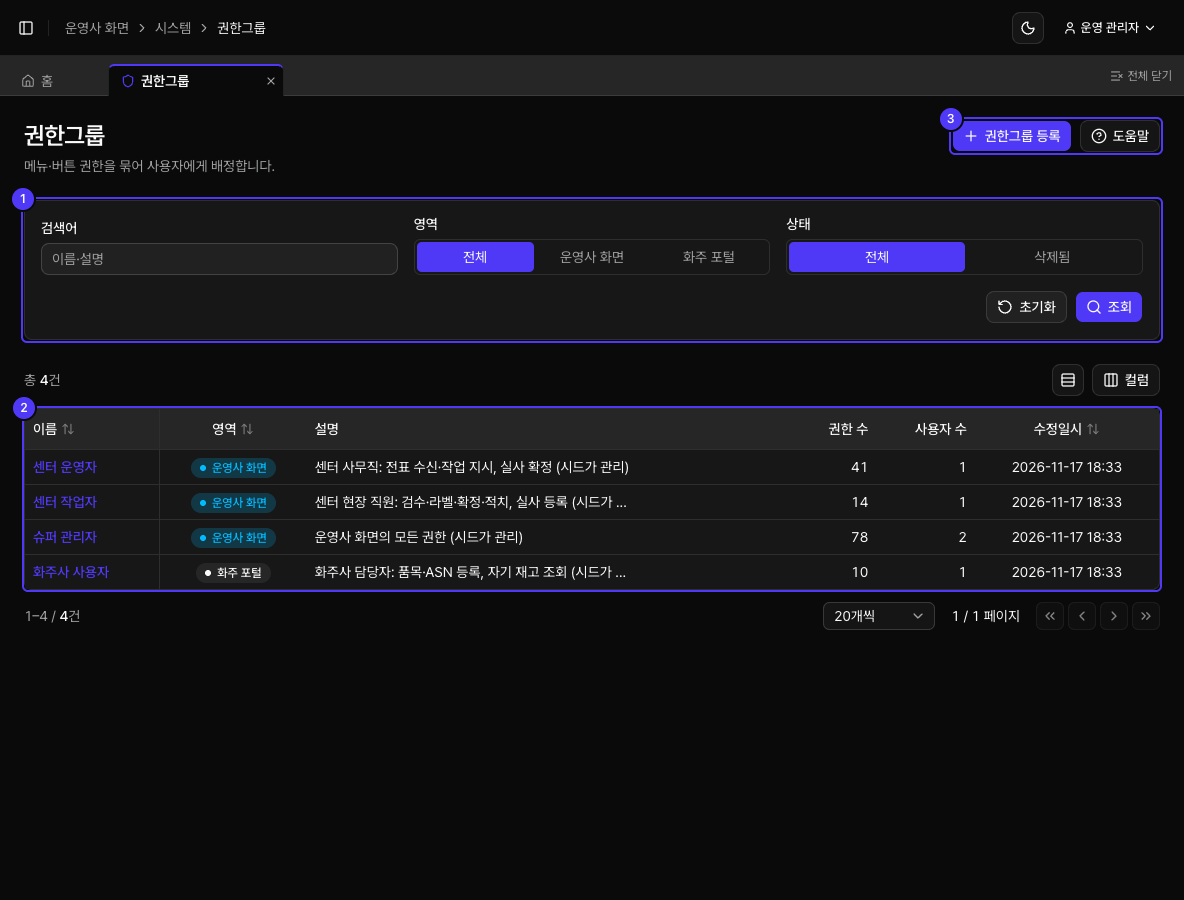 운영사 화면 > 시스템 > 권한그룹
운영 관리자
홈
권한그룹
전체 닫기
권한그룹
메뉴·버튼 권한을 묶어 사용자에게 배정합니다.
3
권한그룹 등록
도움말
1
검색어
이름·설명
영역
전체 운영사 화면 화주 포털
상태
전체 삭제됨
초기화 조회
총 4건
컬럼
2
이름 영역 설명 권한 수 사용자 수 수정일시
센터 운영자 운영사 화면 센터 사무직: 전표 수신·작업 지시, 실사 확정 (시드가 관리) 41 1 2026-11-17 18:33
센터 작업자 운영사 화면 센터 현장 직원: 검수·라벨·확정·적치, 실사 등록 (시드가 ... 14 1 2026-11-17 18:33
슈퍼 관리자 운영사 화면 운영사 화면의 모든 권한 (시드가 관리) 78 2 2026-11-17 18:33
화주사 사용자 화주 포털 화주사 담당자: 품목·ASN 등록, 자기 재고 조회 (시드가 ... 10 1 2026-11-17 18:33
1–4 / 4건
20개씩
1 / 1 페이지